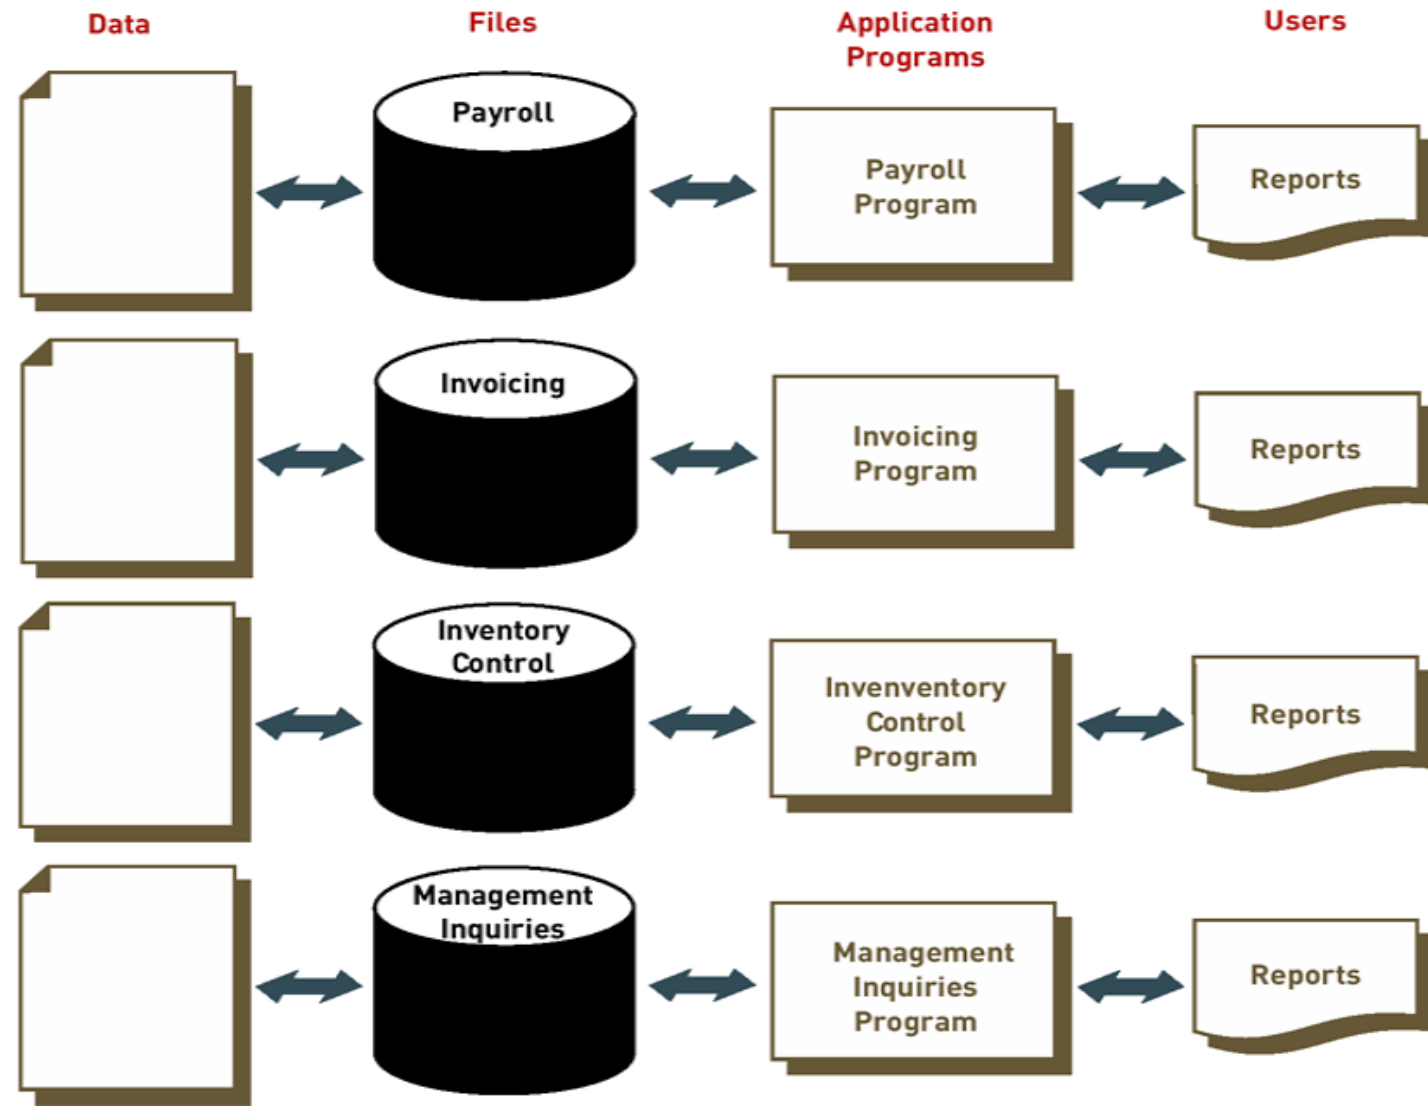 Data
Files
Application
Programs
Users
Payroll
Payroll
Program
Reports
Invoicing
Invoicing
Program
Reports
Inventory
Control
Invenventory
Control
Program
Reports
Management
Inquiries
Management
Inquiries
Program
Reports